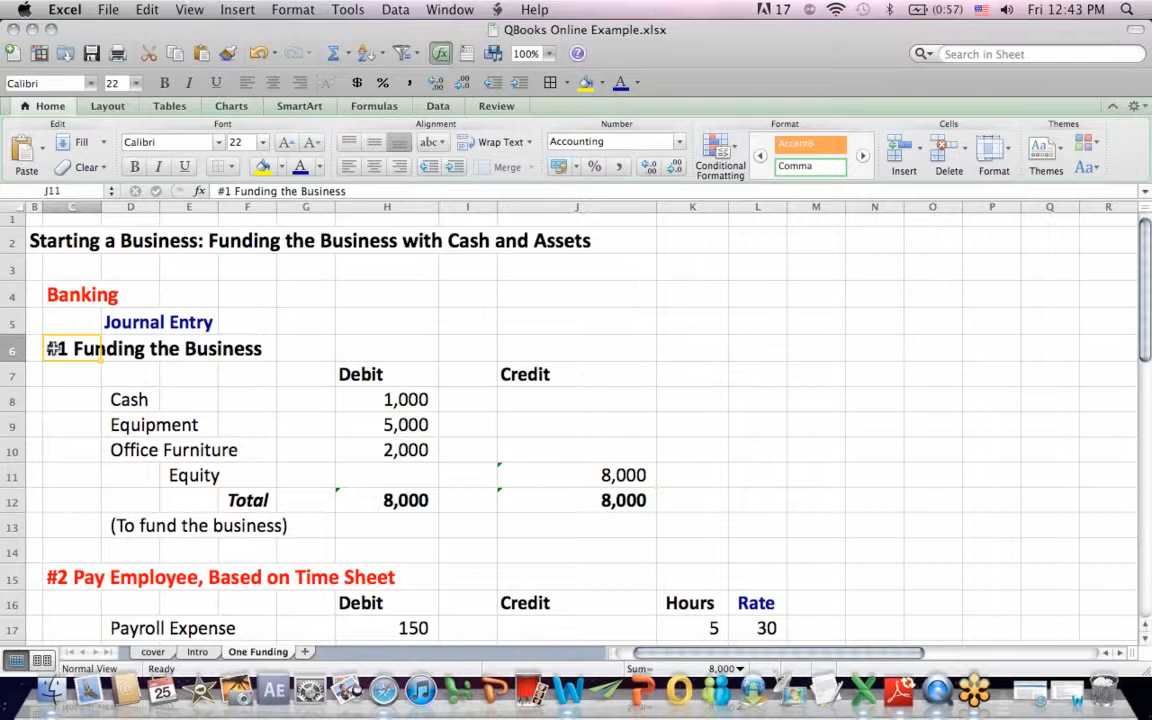 Excel File Edit View Insert Format Tools Data Window Help 17 (0:57) Fri 12:43 PM
QBooks Online Example.xlsx
100% Search in Sheet
Calibri 22 B I U A $ % ,
Home Layout Tables Charts SmartArt Formulas Data Review
Edit Font Alignment Number Format Cells Themes
Fill Calibri 22 abc Wrap Text Accounting Accent6
Paste Clear B I U A Merge % , Conditional Formatting Comma Insert Delete Format Themes Aa
J11 fx #1 Funding the Business
B C D E F G H I J K L M N O P Q R
1
2 Starting a Business: Funding the Business with Cash and Assets
3
4 Banking
5 Journal Entry
6 #1 Funding the Business
7 Debit Credit
8 Cash 1,000
9 Equipment 5,000
10 Office Furniture 2,000
11 Equity 8,000
12 Total 8,000 8,000
13 (To fund the business)
14
15 #2 Pay Employee, Based on Time Sheet
16 Debit Credit Hours Rate
17 Payroll Expense 150 5 30
cover Intro One Funding
Normal View Ready Sum= 8,000
25 AE